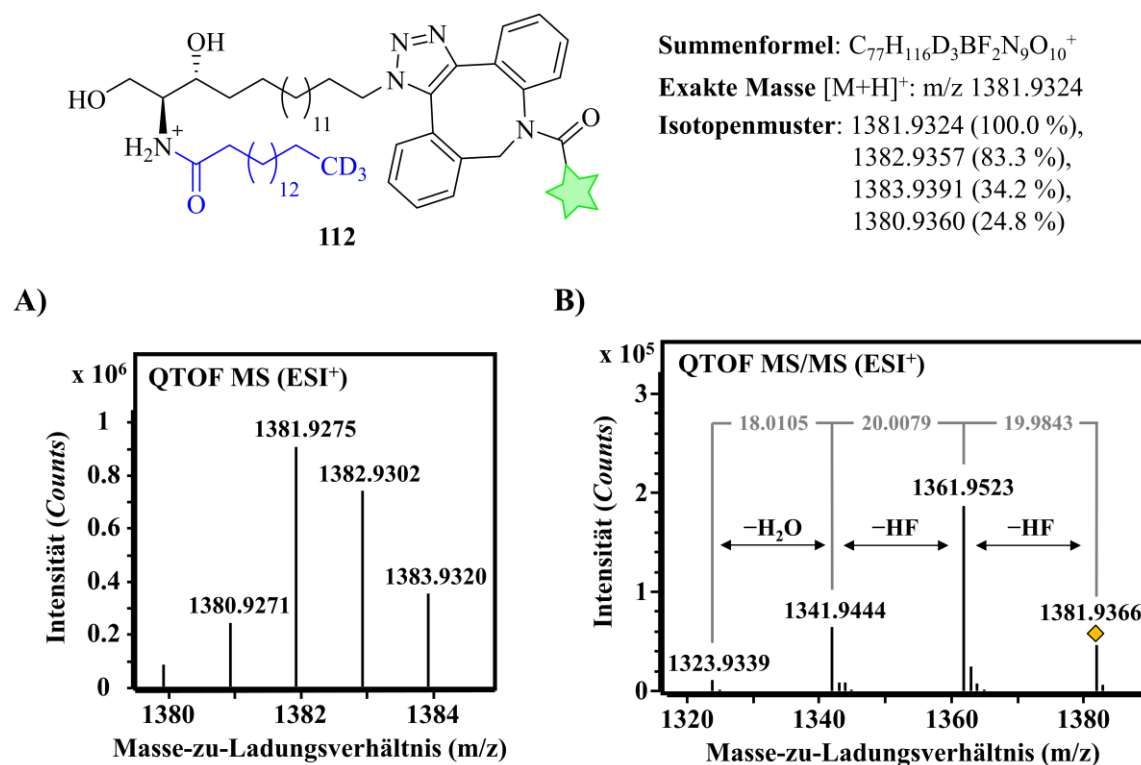 OH
HO
H₂N⁺
O
12
CD₃
11
N N
N
N
O
112
Summenformel: C₇₇H₁₁₆D₃BF₂N₉O₁₀⁺
Exakte Masse [M+H]⁺: m/z 1381.9324
Isotopenmuster: 1381.9324 (100.0 %),
1382.9357 (83.3 %),
1383.9391 (34.2 %),
1380.9360 (24.8 %)
A)
x 10⁶
QTOF MS (ESI⁺)
1381.9275
1382.9302
1380.9271
1383.9320
1
0.8
0.6
0.4
0.2
0
1380
1382
1384
Intensität (Counts)
Masse-zu-Ladungsverhältnis (m/z)
B)
x 10⁵
QTOF MS/MS (ESI⁺)
18.0105
20.0079
19.9843
1361.9523
−H₂O
−HF
−HF
1341.9444
1381.9366
1323.9339
3
2
1
0
1320
1340
1360
1380
Intensität (Counts)
Masse-zu-Ladungsverhältnis (m/z)